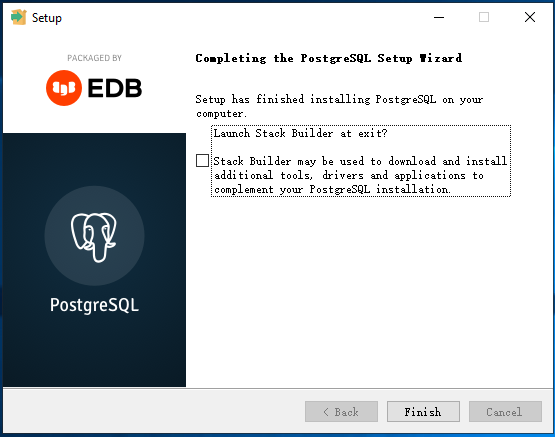 Setup
PACKAGED BY
EDB
PostgreSQL
Completing the PostgreSQL Setup Wizard
Setup has finished installing PostgreSQL on your
computer.
Launch Stack Builder at exit?
Stack Builder may be used to download and install
additional tools, drivers and applications to
complement your PostgreSQL installation.
< Back
Finish
Cancel